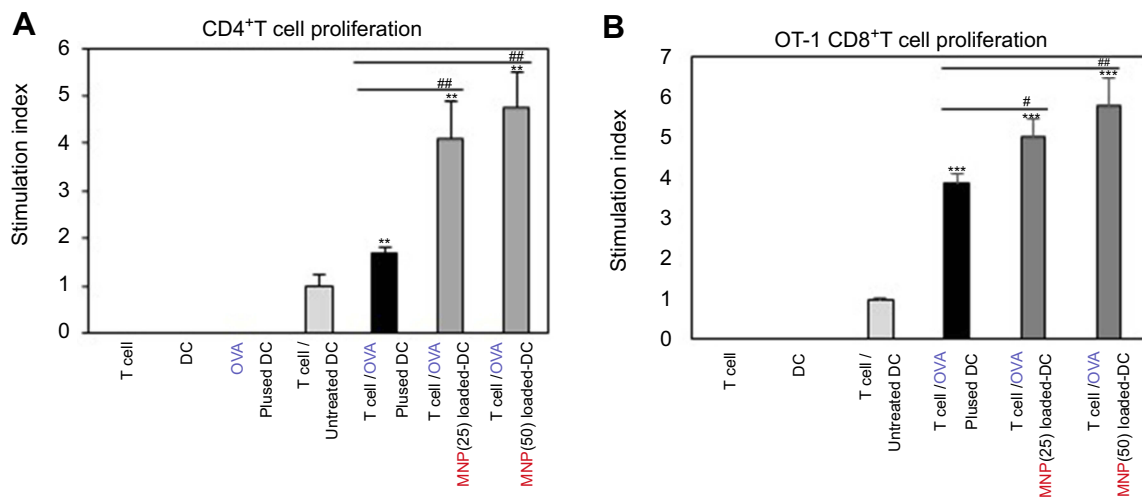 A
CD4+T cell proliferation
Stimulation index
6
5
4
3
2
1
0
##
**
##
**
**
T cell
DC
OVA
Plused DC
T cell /
Untreated DC
T cell /OVA
Plused DC
T cell /OVA
MNP(25) loaded-DC
T cell /OVA
MNP(50) loaded-DC
B
OT-1 CD8+T cell proliferation
Stimulation index
7
6
5
4
3
2
1
0
##
***
#
***
***
T cell
DC
T cell /
Untreated DC
T cell /OVA
Plused DC
T cell /OVA
MNP(25) loaded-DC
T cell /OVA
MNP(50) loaded-DC